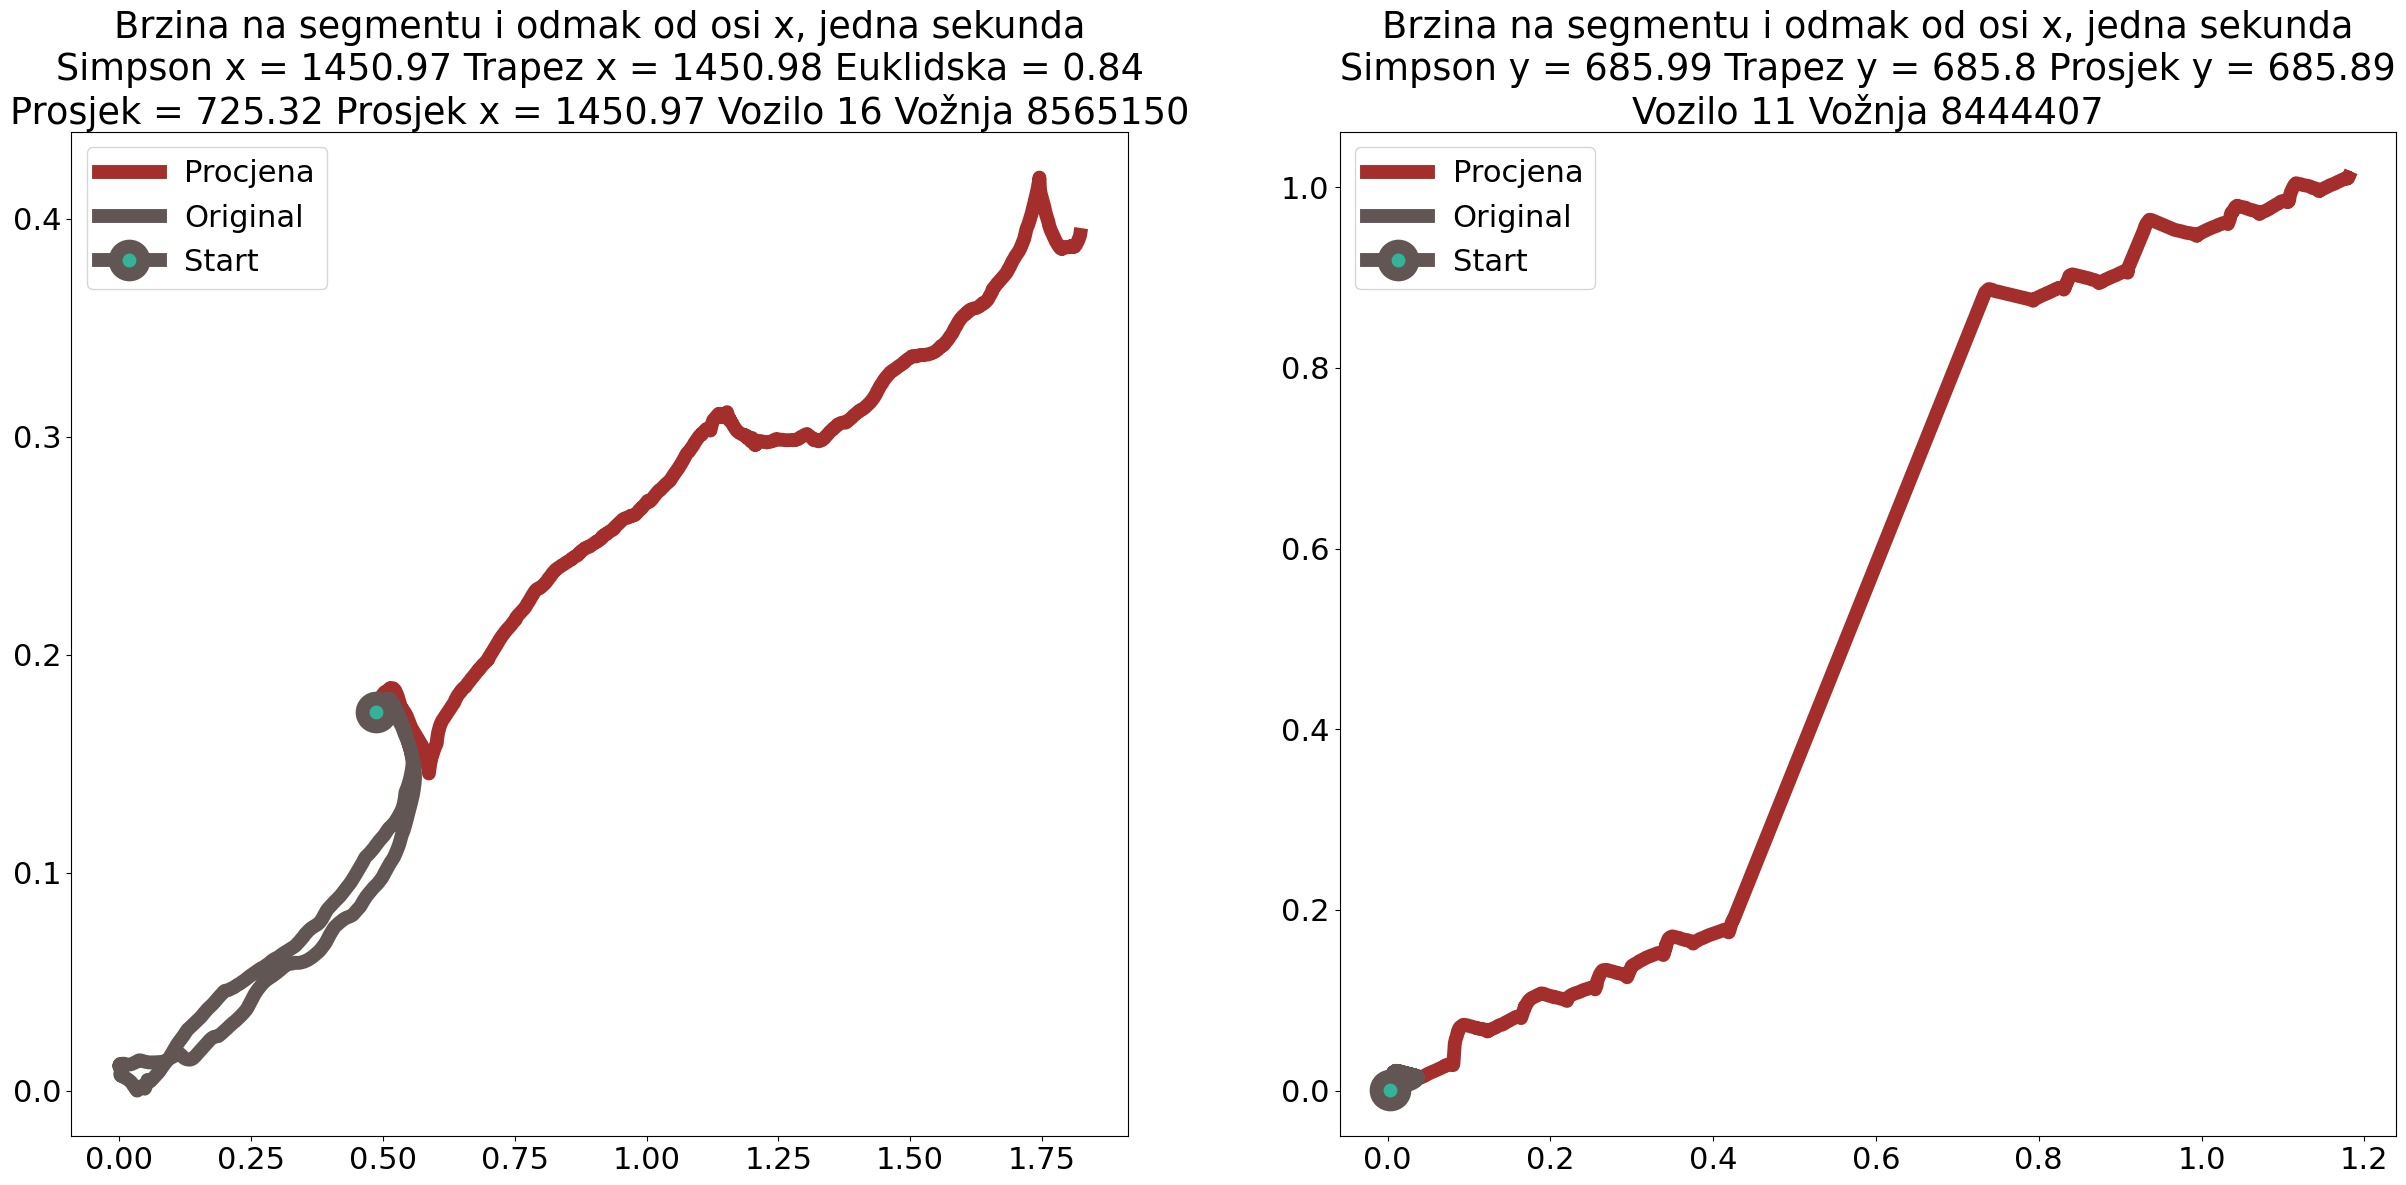 Brzina na segmentu i odmak od osi x, jedna sekunda
Simpson x = 1450.97 Trapez x = 1450.98 Euklidska = 0.84
Prosjek = 725.32 Prosjek x = 1450.97 Vozilo 16 Vožnja 8565150
Procjena
Original
Start
0.4
0.3
0.2
0.1
0.0
0.00 0.25 0.50 0.75 1.00 1.25 1.50 1.75
Brzina na segmentu i odmak od osi x, jedna sekunda
Simpson y = 685.99 Trapez y = 685.8 Prosjek y = 685.89
Vozilo 11 Vožnja 8444407
Procjena
Original
Start
1.0
0.8
0.6
0.4
0.2
0.0
0.0 0.2 0.4 0.6 0.8 1.0 1.2